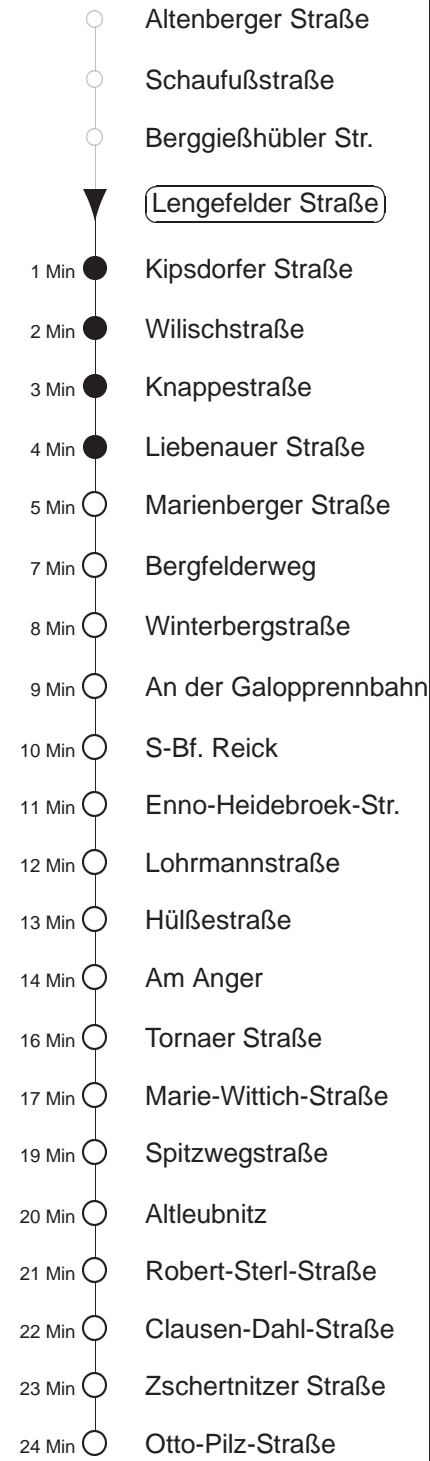 Altenberger Straße
Schaufußstraße
Berggießhübler Str.
Lengefelder Straße
1 Min Kipsdorfer Straße
2 Min Wilischstraße
3 Min Knappestraße
4 Min Liebenauer Straße
5 Min Marienberger Straße
7 Min Bergfelderweg
8 Min Winterbergstraße
9 Min An der Galopprennbahn
10 Min S-Bf. Reick
11 Min Enno-Heidebroek-Str.
12 Min Lohrmannstraße
13 Min Hülßestraße
14 Min Am Anger
16 Min Tornaer Straße
17 Min Marie-Wittich-Straße
19 Min Spitzwegstraße
20 Min Altleubnitz
21 Min Robert-Sterl-Straße
22 Min Clausen-Dahl-Straße
23 Min Zschertnitzer Straße
24 Min Otto-Pilz-Straße